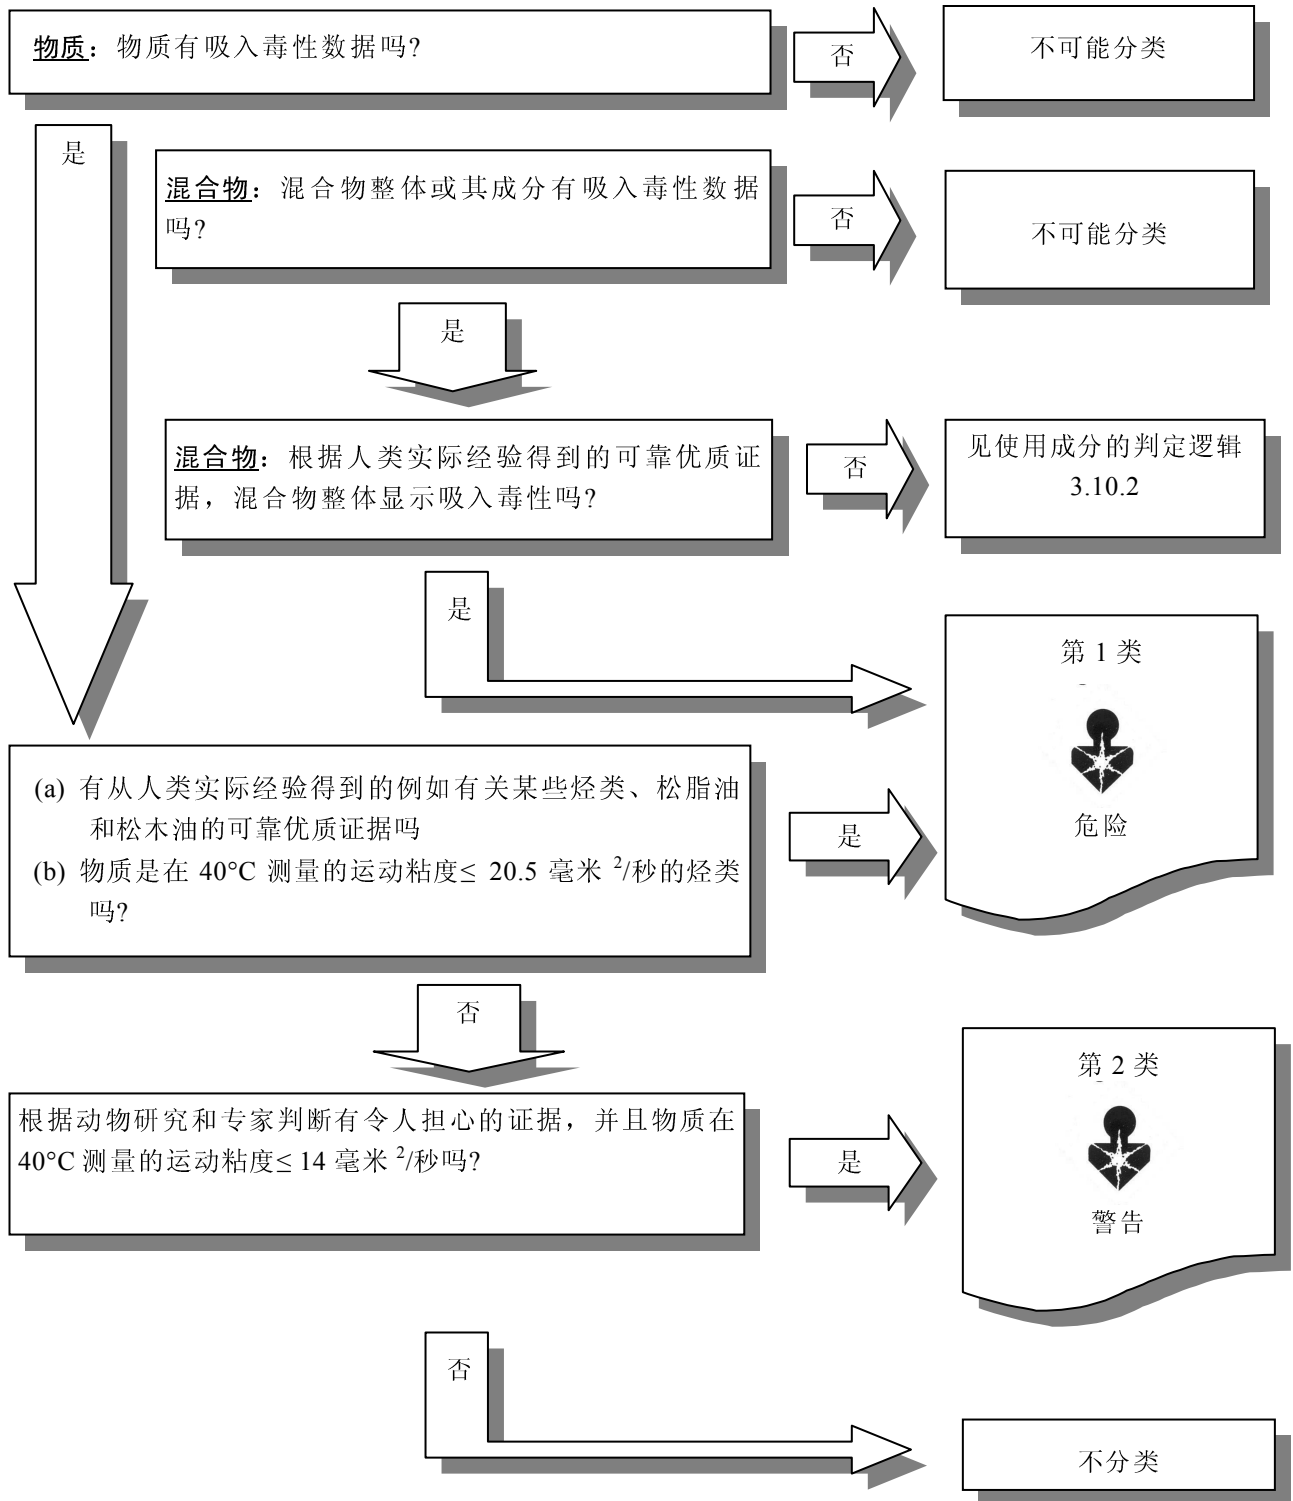 物质：物质有吸入毒性数据吗?
否
不可能分类
是
混合物：混合物整体或其成分有吸入毒性数据
吗?
否
不可能分类
是
混合物：根据人类实际经验得到的可靠优质证
据，混合物整体显示吸入毒性吗?
否
见使用成分的判定逻辑
3.10.2
是
第 1 类
危险
(a) 有从人类实际经验得到的例如有关某些烃类、松脂油
和松木油的可靠优质证据吗
(b) 物质是在 40°C 测量的运动粘度≤ 20.5 毫米 ²/秒的烃类
吗?
是
否
第 2 类
警告
根据动物研究和专家判断有令人担心的证据，并且物质在
40°C 测量的运动粘度≤ 14 毫米 ²/秒吗?
是
否
不分类